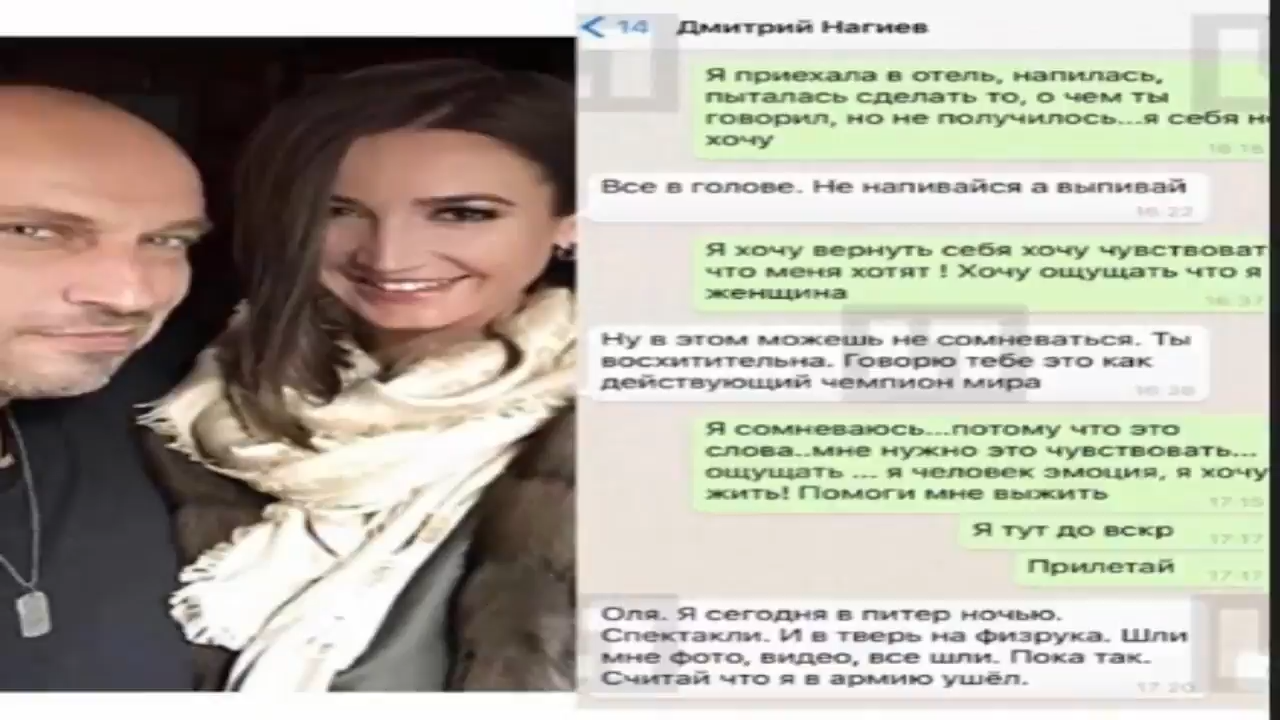 14 Дмитрий Нагиев
Я приехала в отель, напилась,
пыталась сделать то, о чем ты
говорил, но не получилось...я себя не
хочу
16:16
Все в голове. Не напивайся а выпивай
16:22
Я хочу вернуть себя хочу чувствоват
что меня хотят ! Хочу ощущать что я
женщина
16:37
Ну в этом можешь не сомневаться. Ты
восхитительна. Говорю тебе это как
действующий чемпион мира
16:38
Я сомневаюсь...потому что это
слова..мне нужно это чувствовать...
ощущать ... я человек эмоция, я хочу
жить! Помоги мне выжить
17:15
Я тут до вскр
17:17
Прилетай
17:17
Оля. Я сегодня в питер ночью.
Спектакли. И в тверь на физрука. Шли
мне фото, видео, все шли. Пока так.
Считай что я в армию ушёл.
17:20